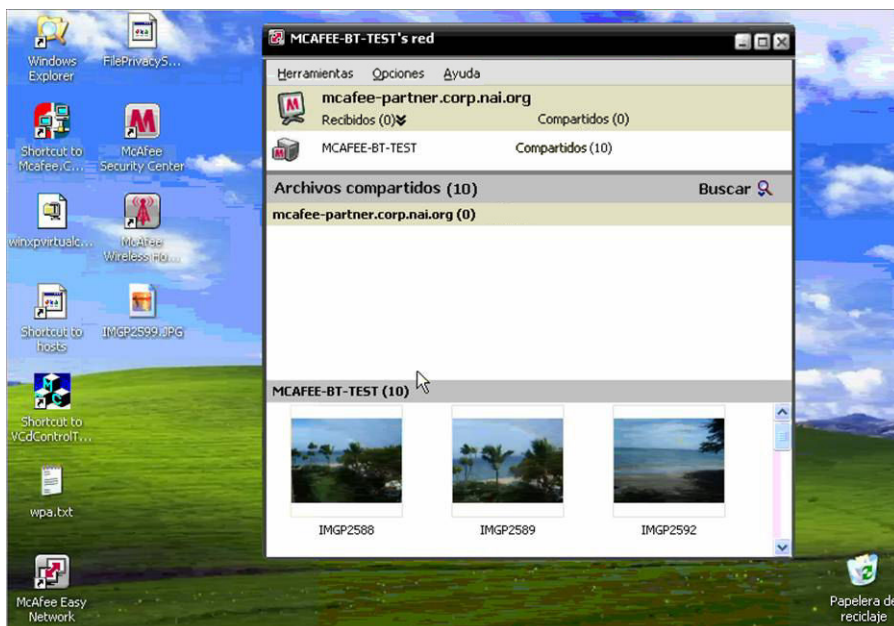 Windows
Explorer
FilePrivacyS...
Shortcut to
Mcafee,C...
McAfee
Security Center
winxpvirtualc...
McAfee
Wireless Ho...
Shortcut to
hosts
IMGP2599.JPG
Shortcut to
VCdControlT...
wpa.txt
McAfee Easy
Network
MCAFEE-BT-TEST's red
Herramientas Opciones Ayuda
mcafee-partner.corp.nai.org
Recibidos (0) Compartidos (0)
MCAFEE-BT-TEST Compartidos (10)
Archivos compartidos (10) Buscar
mcafee-partner.corp.nai.org (0)
MCAFEE-BT-TEST (10)
IMGP2588 IMGP2589 IMGP2592
Papelera de
reciclaje